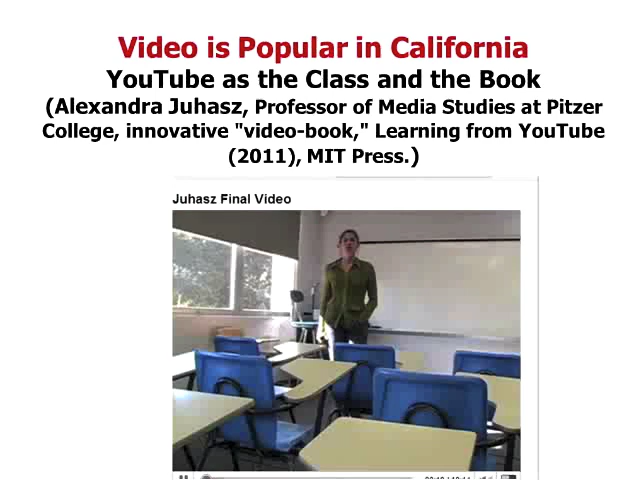 Video is Popular in California
YouTube as the Class and the Book
(Alexandra Juhasz, Professor of Media Studies at Pitzer
College, innovative "video-book," Learning from YouTube
(2011), MIT Press.)
Juhasz Final Video